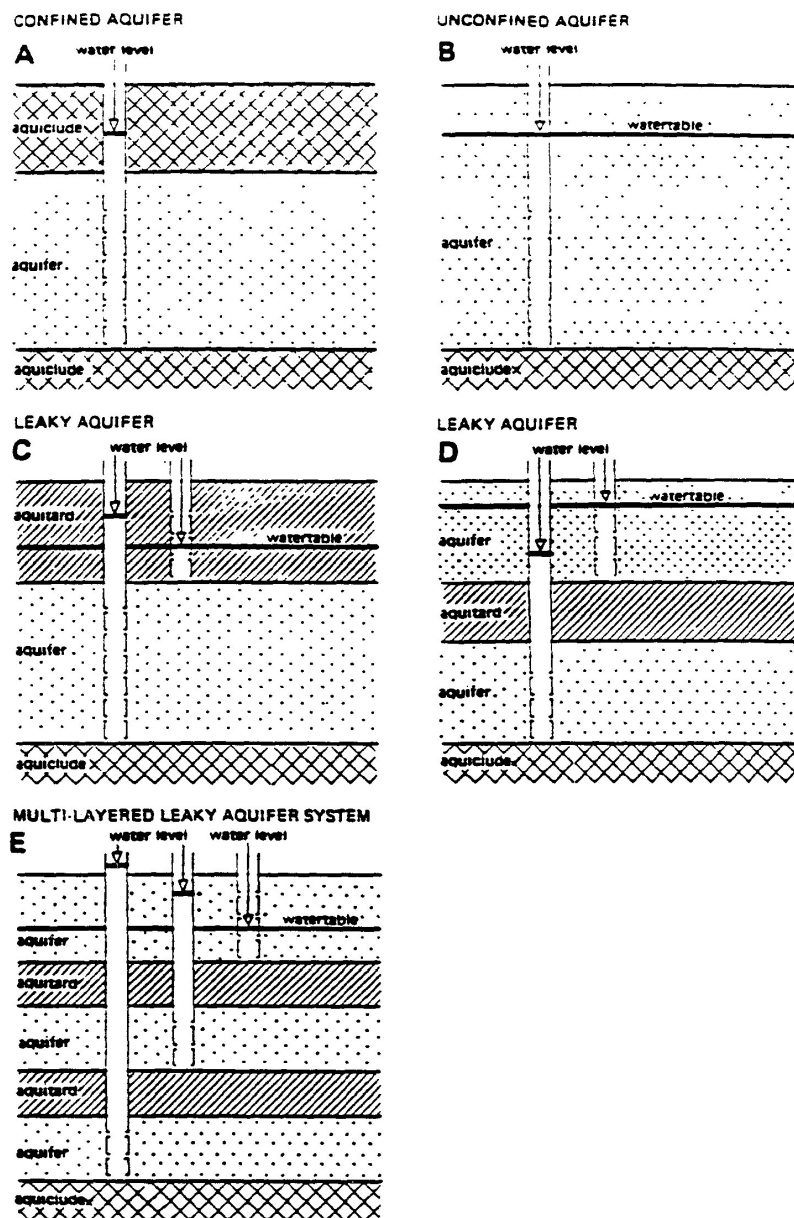 CONFINED AQUIFER
A
water level
aquiclude
aquifer
aquiclude
UNCONFINED AQUIFER
B
water level
watertable
aquifer
aquiclude
LEAKY AQUIFER
C
water level
aquitard
watertable
aquifer
aquiclude
LEAKY AQUIFER
D
water level
watertable
aquifer
aquitard
aquifer
aquiclude
MULTI-LAYERED LEAKY AQUIFER SYSTEM
E
water level water level
watertable
aquifer
aquitard
aquifer
aquitard
aquifer
aquiclude